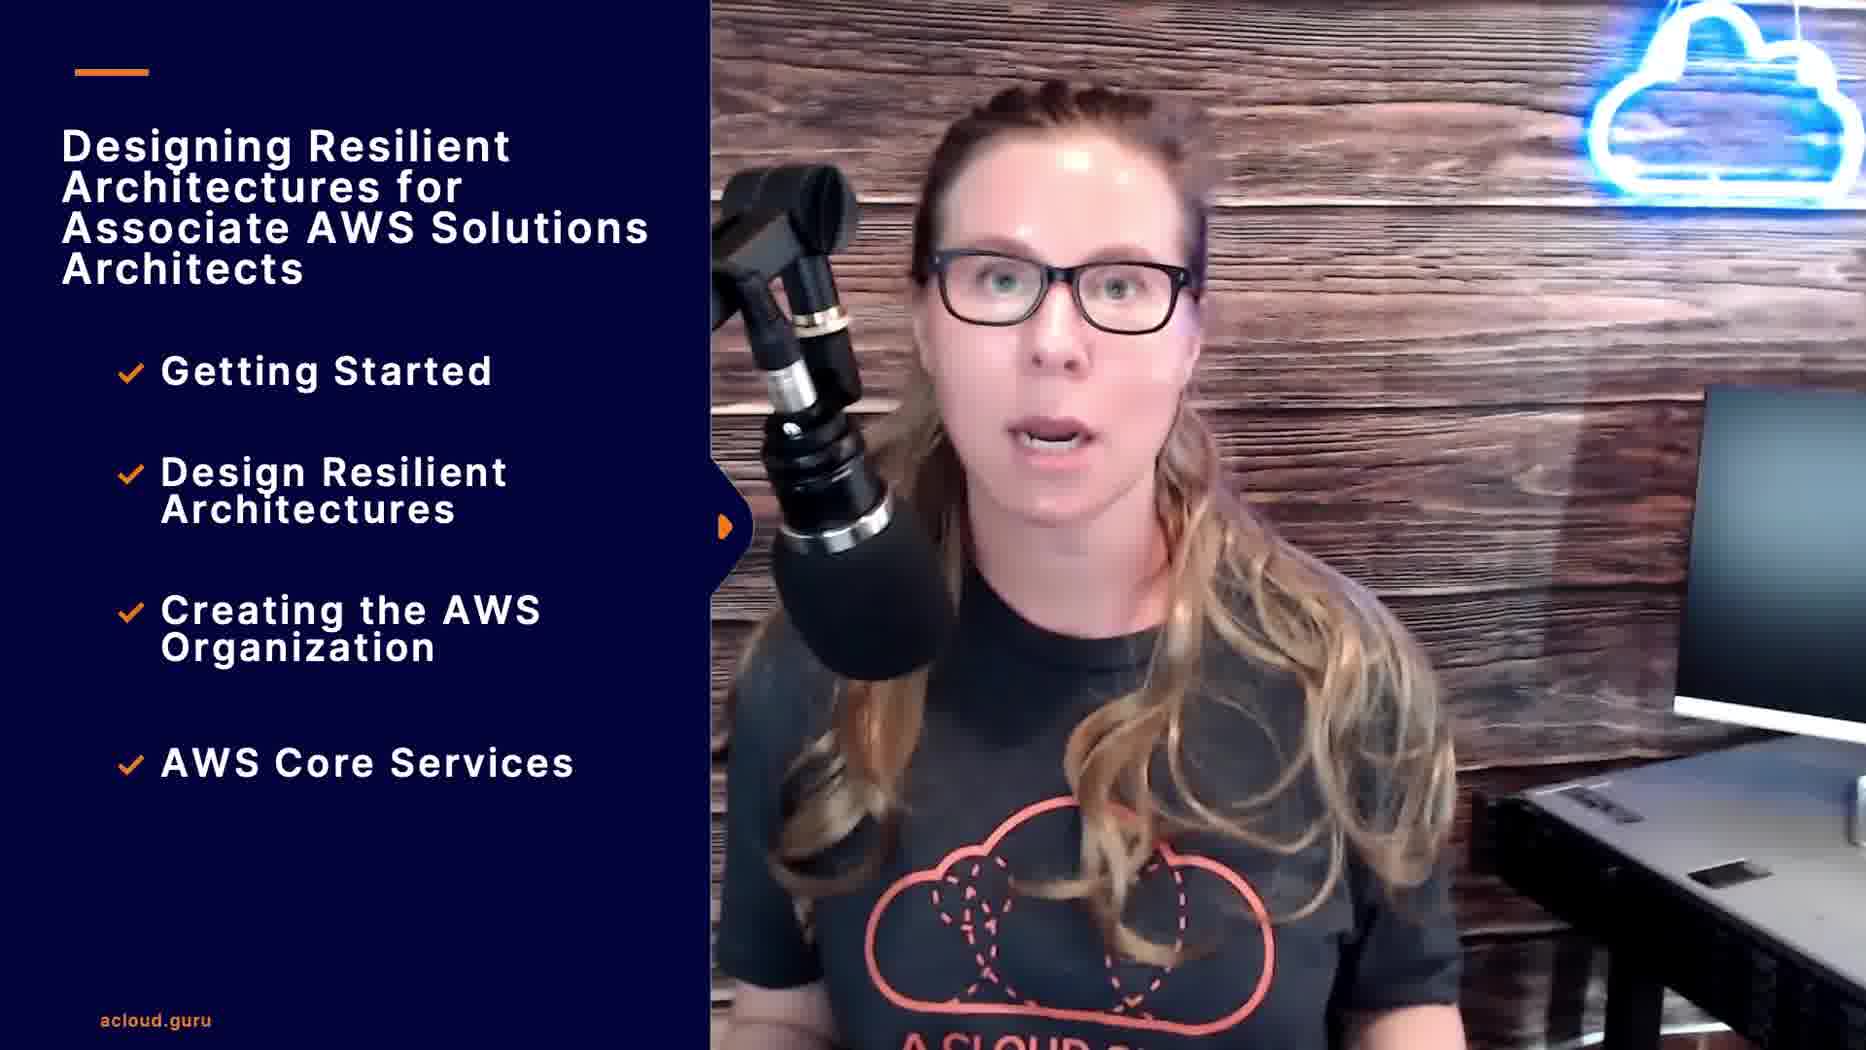 Designing Resilient
Architectures for
Associate AWS Solutions
Architects
Getting Started
Design Resilient
Architectures
Creating the AWS
Organization
AWS Core Services
acloud.guru
A CLOUD